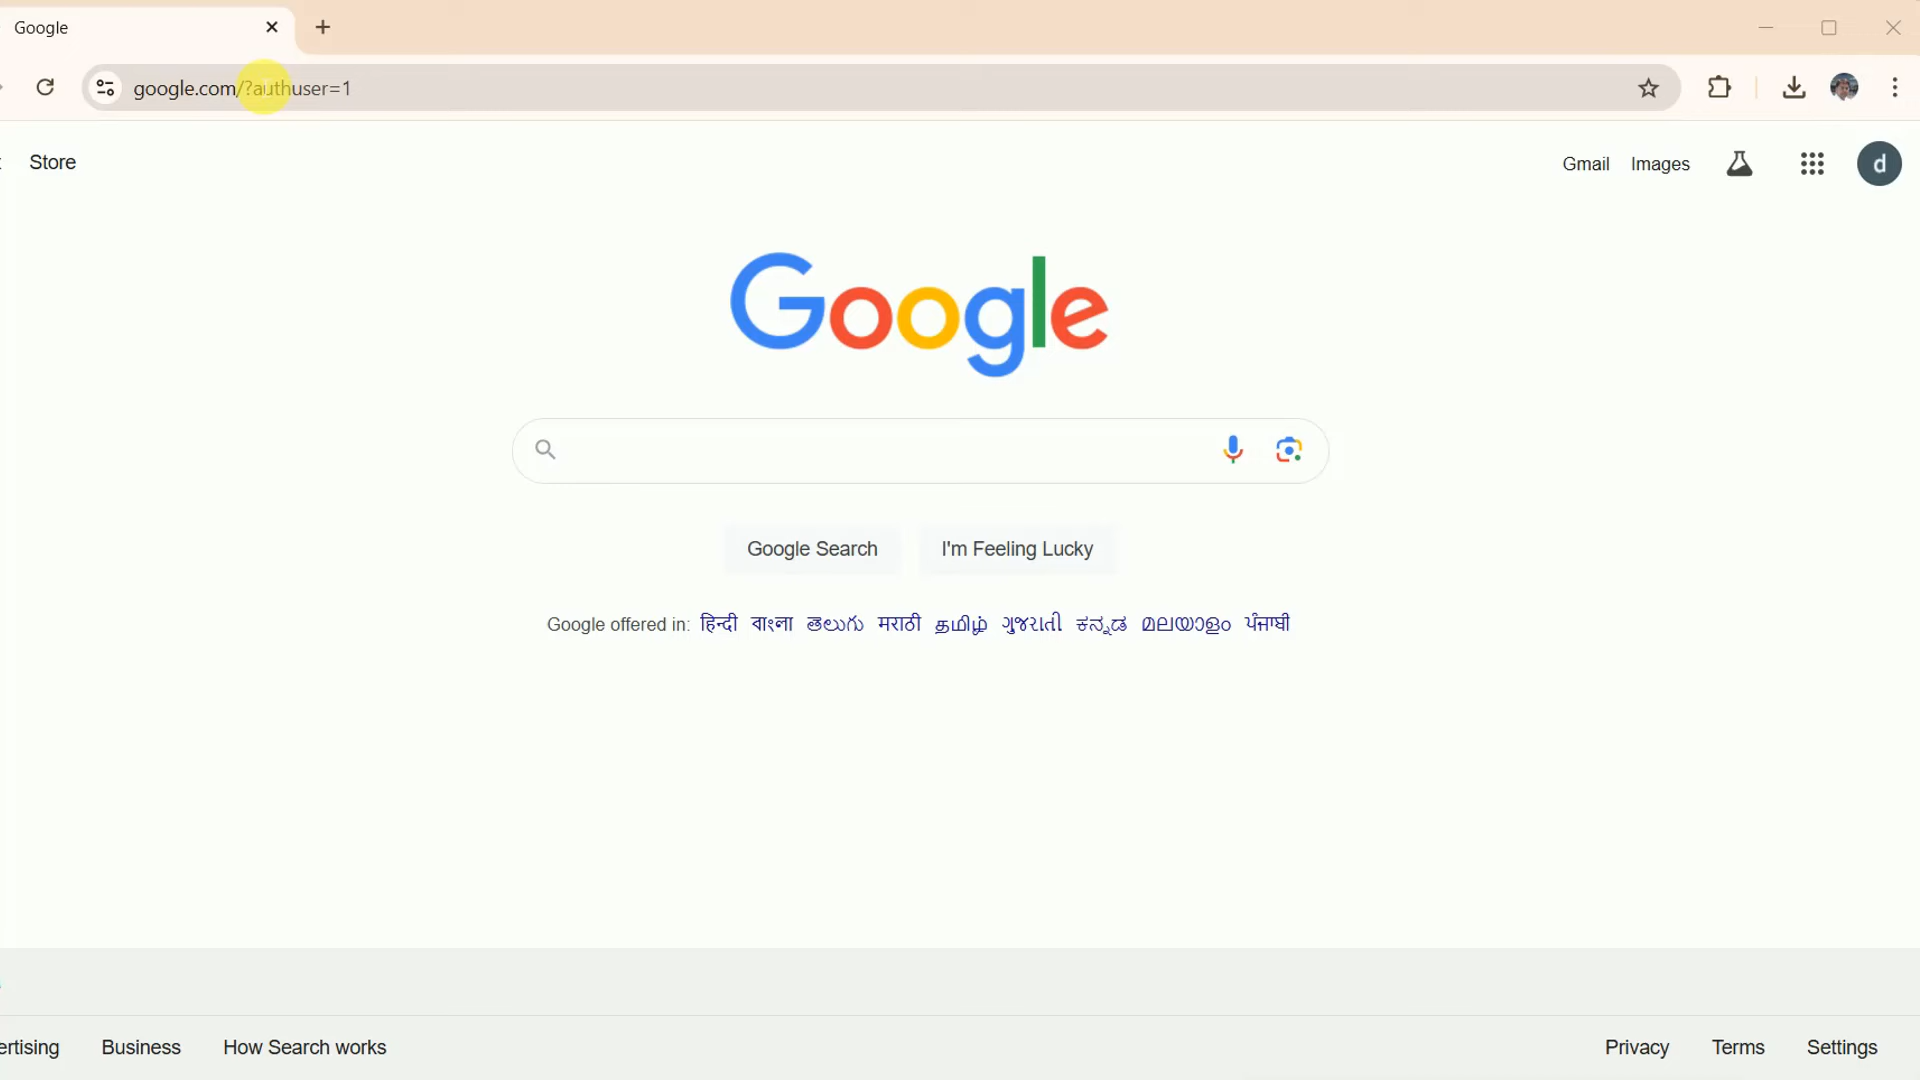 Google
google.com/?authuser=1
Store
Gmail Images
d
Google
Google Search I'm Feeling Lucky
Google offered in: हिन्दी বাংলা తెలుగు मराठी தமிழ் ગુજરાતી ಕನ್ನಡ മലയാളം ਪੰਜਾਬੀ
ertising Business How Search works
Privacy Terms Settings